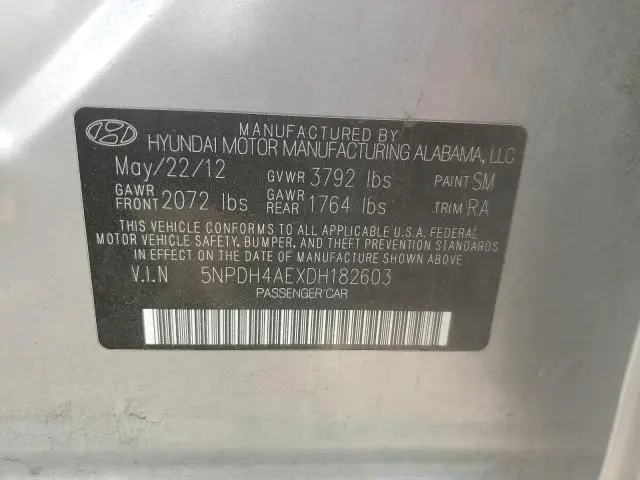 MANUFACTURED BY
HYUNDAI MOTOR MANUFACTURING ALABAMA, LLC
May/22/12 GVWR 3792 lbs PAINT SM
GAWR FRONT 2072 lbs GAWR REAR 1764 lbs TRIM RA
THIS VEHICLE CONFORMS TO ALL APPLICABLE U.S.A. FEDERAL
MOTOR VEHICLE SAFETY, BUMPER, AND THEFT PREVENTION STANDARDS
IN EFFECT ON THE DATE OF MANUFACTURE SHOWN ABOVE
V.I.N 5NPDH4AEXDH182603
PASSENGER CAR